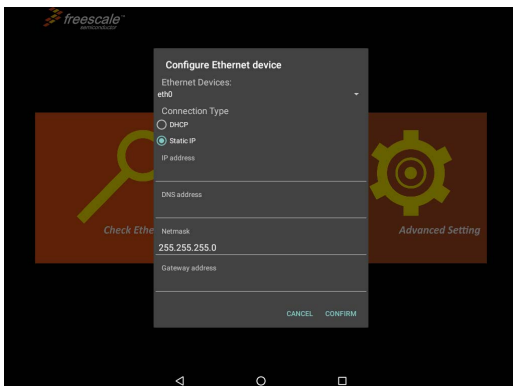 freescale™
semiconductor
Configure Ethernet device
Ethernet Devices:
eth0
Connection Type
DHCP
Static IP
IP address
DNS address
Check Ethe
Advanced Setting
Netmask
255.255.255.0
Gateway address
CANCEL CONFIRM